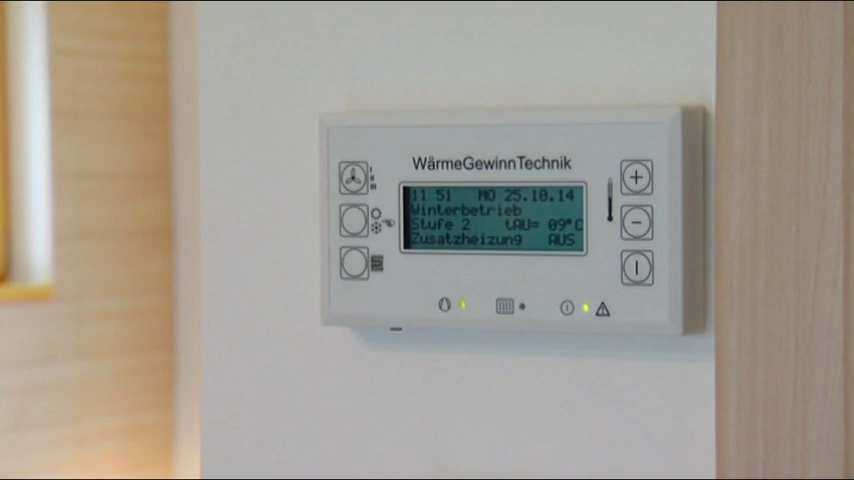 WärmeGewinnTechnik
11 51 MO 25.10.14
Winterbetrieb
Stufe 2 tAU= 09°C
Zusatzheizung AUS